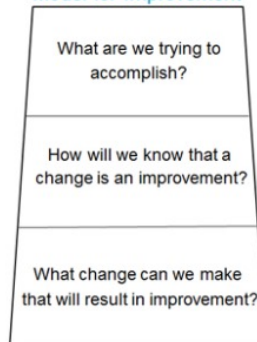 What are we trying to
accomplish?
How will we know that a
change is an improvement?
What change can we make
that will result in improvement?